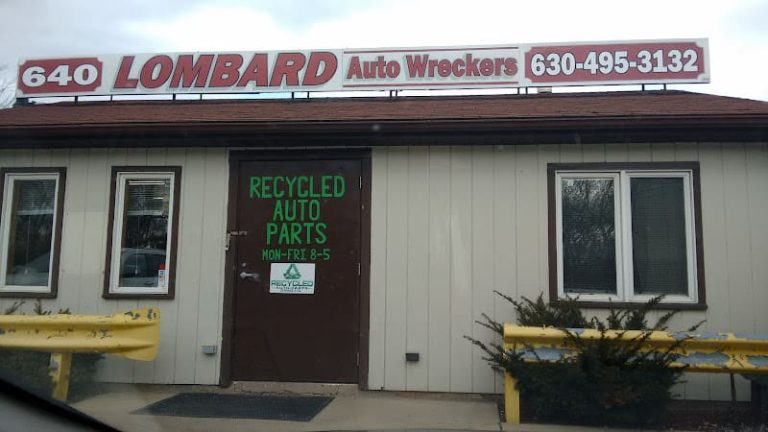 640 LOMBARD Auto Wreckers 630-495-3132
RECYCLED
AUTO
PARTS
MON-FRI 8-5
RECYCLED